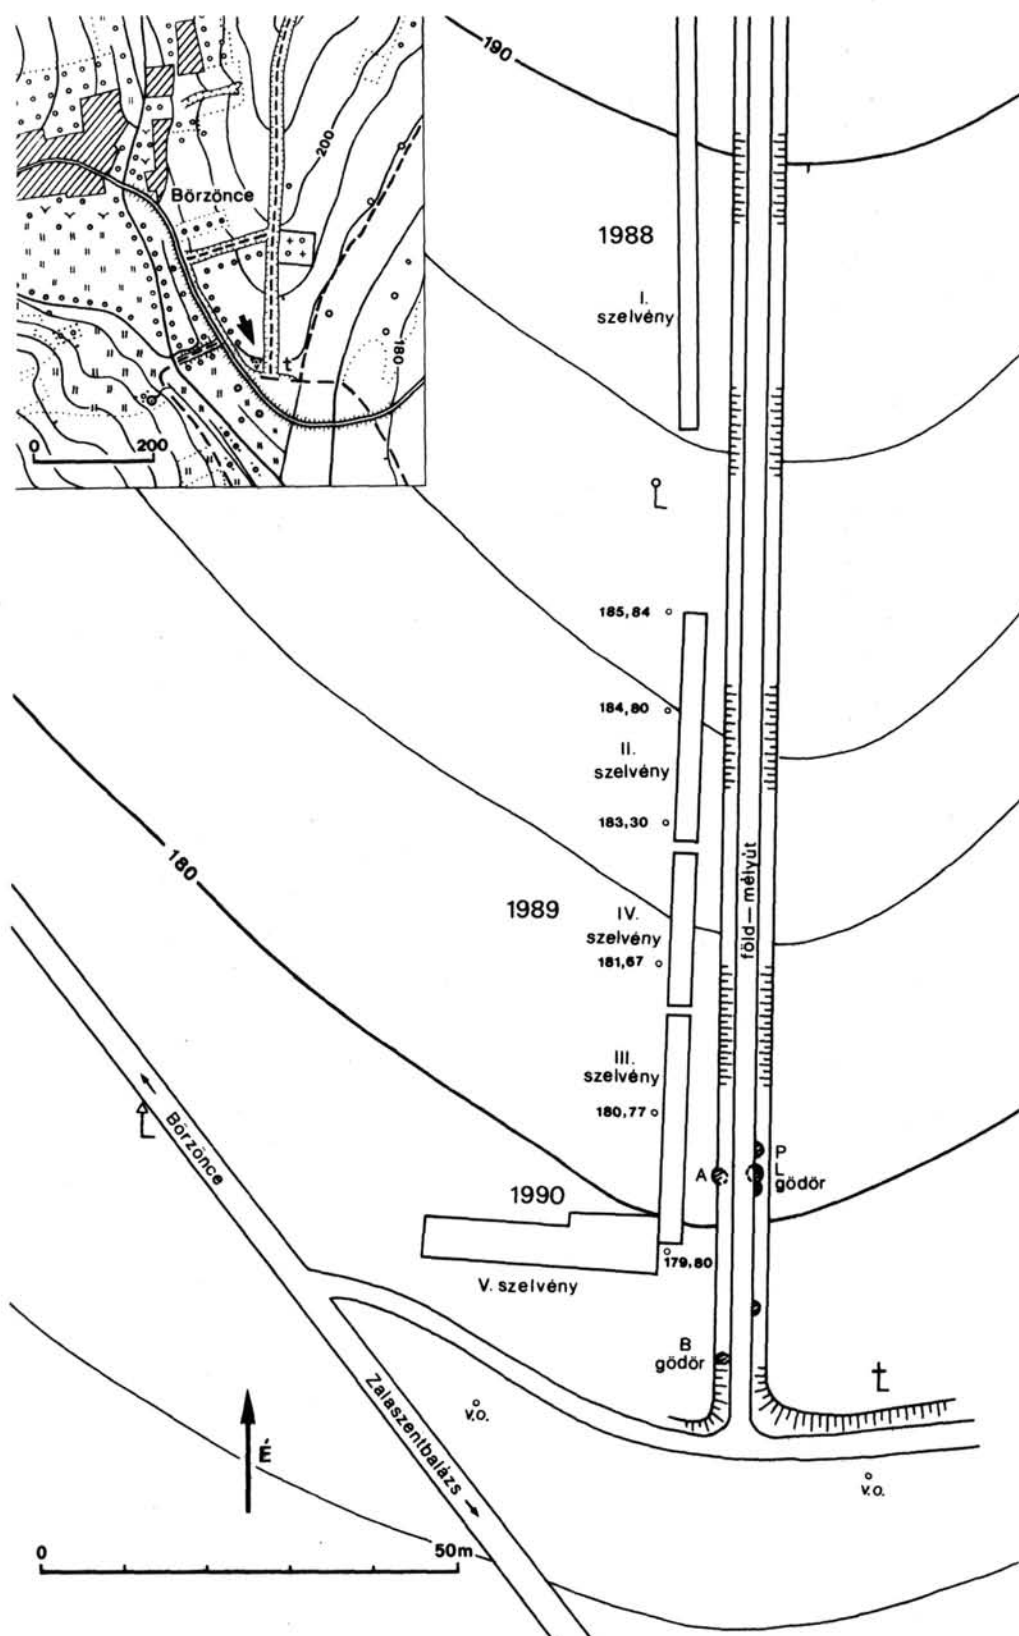 200
Börzönce
180
0 200
190
1988
I.
szelvény
185,84
184,80
II.
szelvény
183,30
180
1989
IV.
szelvény
181,67
föld—mélyút
III.
szelvény
180,77
Börzönce
A
P
L
gödör
1990
179,80
V. szelvény
B
gödör
Zalaszentbalázs
v.o.
v.o.
É
0 50m